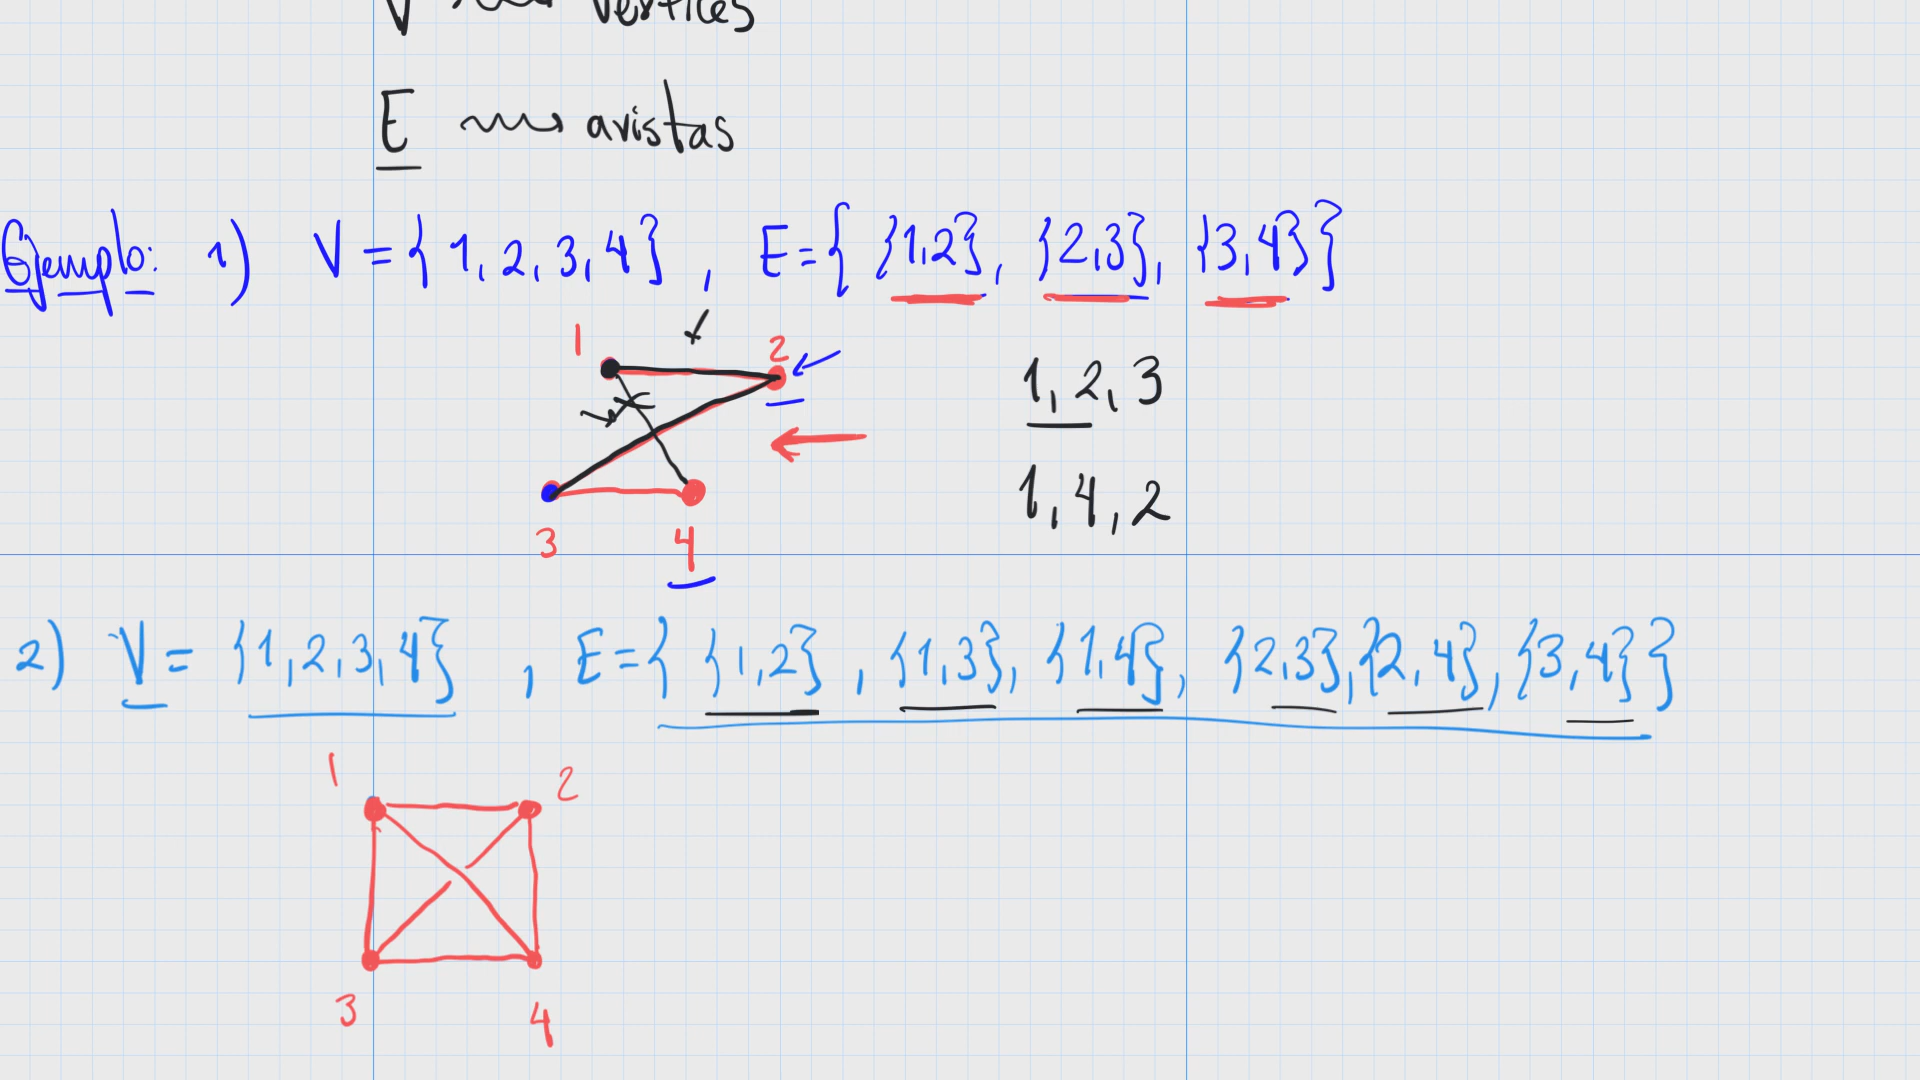 V vértices
E aristas
Ejemplo: 1) V = {1, 2, 3, 4}, E = { {1,2}, {2,3}, {3,4} }
1 2
1, 2, 3
1, 4, 2
3 4
2) V = {1, 2, 3, 4}, E = { {1,2}, {1,3}, {1,4}, {2,3}, {2,4}, {3,4} }
1 2
3 4